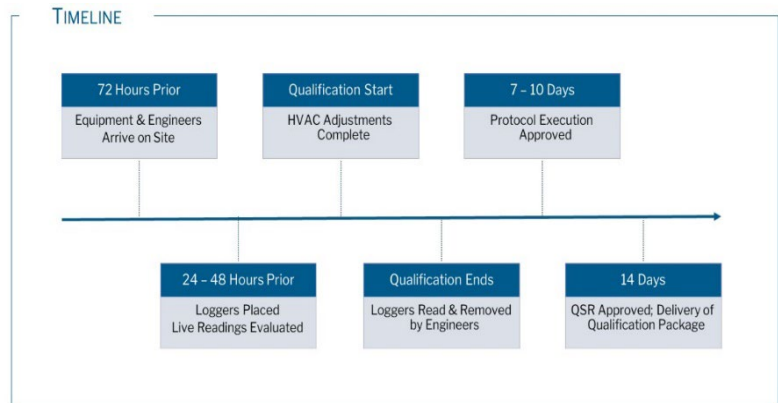 TIMELINE
72 Hours Prior
Equipment & Engineers
Arrive on Site
Qualification Start
HVAC Adjustments
Complete
7 – 10 Days
Protocol Execution
Approved
24 – 48 Hours Prior
Loggers Placed
Live Readings Evaluated
Qualification Ends
Loggers Read & Removed
by Engineers
14 Days
QSR Approved; Delivery of
Qualification Package